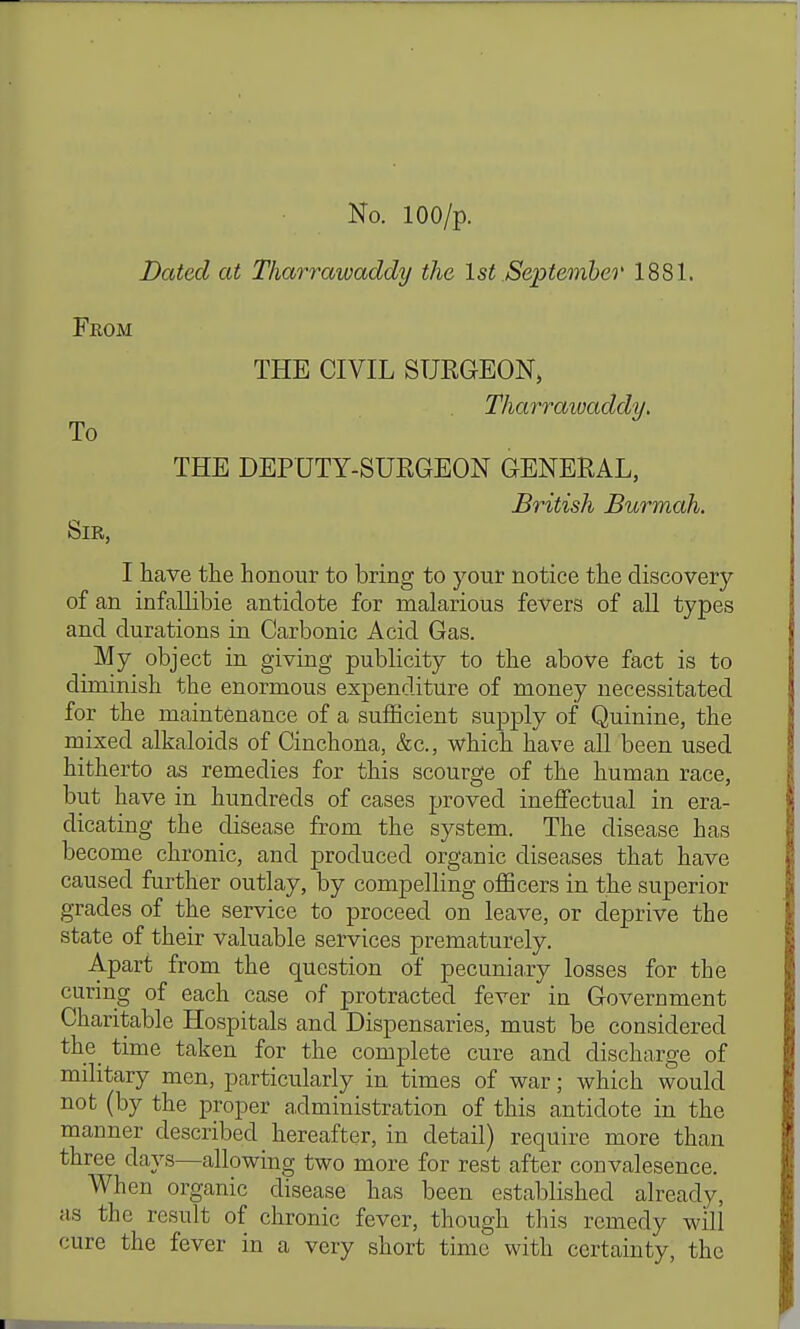 No. 100/p.
Dated at Tharrawaddy the 1st September 1881.
From
THE CIVIL SURGEON,
Tharrawaddy.
To
THE DEPUTY-SURGEON GENERAL,
British Burmah.
Sir,
I have the honour to bring to your notice the discovery
of an infallibie antidote for malarious fevers of all types
and durations in Carbonic Acid Gas.
My object in giving publicity to the above fact is to
diminish the enormous expenditure of money necessitated
for the maintenance of a sufficient supply of Quinine, the
mixed alkaloids of Cinchona, &c., which have all been used
hitherto as remedies for this scourge of the human race,
but have in hundreds of cases proved ineffectual in era-
dicating the disease from the system. The disease has
become chronic, and produced organic diseases that have
caused further outlay, by compelling officers in the superior
grades of the service to proceed on leave, or deprive the
state of their valuable services prematurely.
Apart from the question of pecuniary losses for the
curing of each case of protracted fever in Government
Charitable Hospitals and Dispensaries, must be considered
the time taken for the complete cure and discharge of
military men, particularly in times of war; which would
not (by the proper administration of this antidote in the
manner described hereafter, in detail) require more than
three days—allowing two more for rest after convalesence.
When organic disease has been established already,
as the result of chronic fever, though this remedy will
cure the fever in a very short time with certainty, the